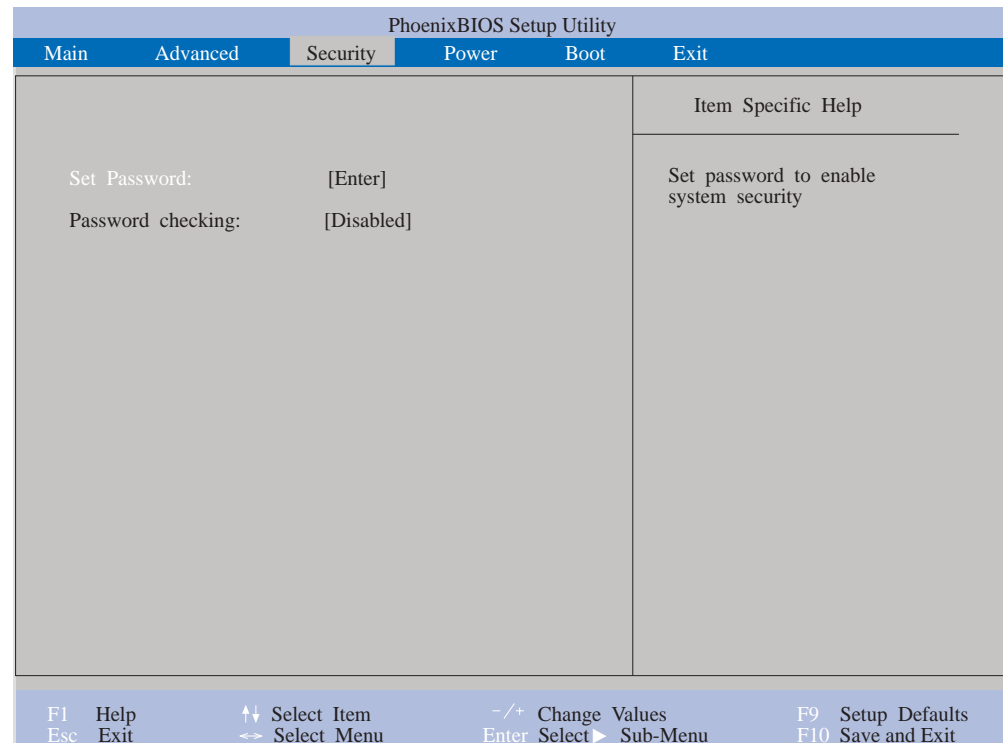 PhoenixBIOS Setup Utility
Main Advanced Security Power Boot Exit
Item Specific Help
Set Password: [Enter]
Password checking: [Disabled]
Set password to enable
system security
F1 Help ↑↓ Select Item -/+ Change Values F9 Setup Defaults
Esc Exit <-> Select Menu Enter Select ▶ Sub-Menu F10 Save and Exit